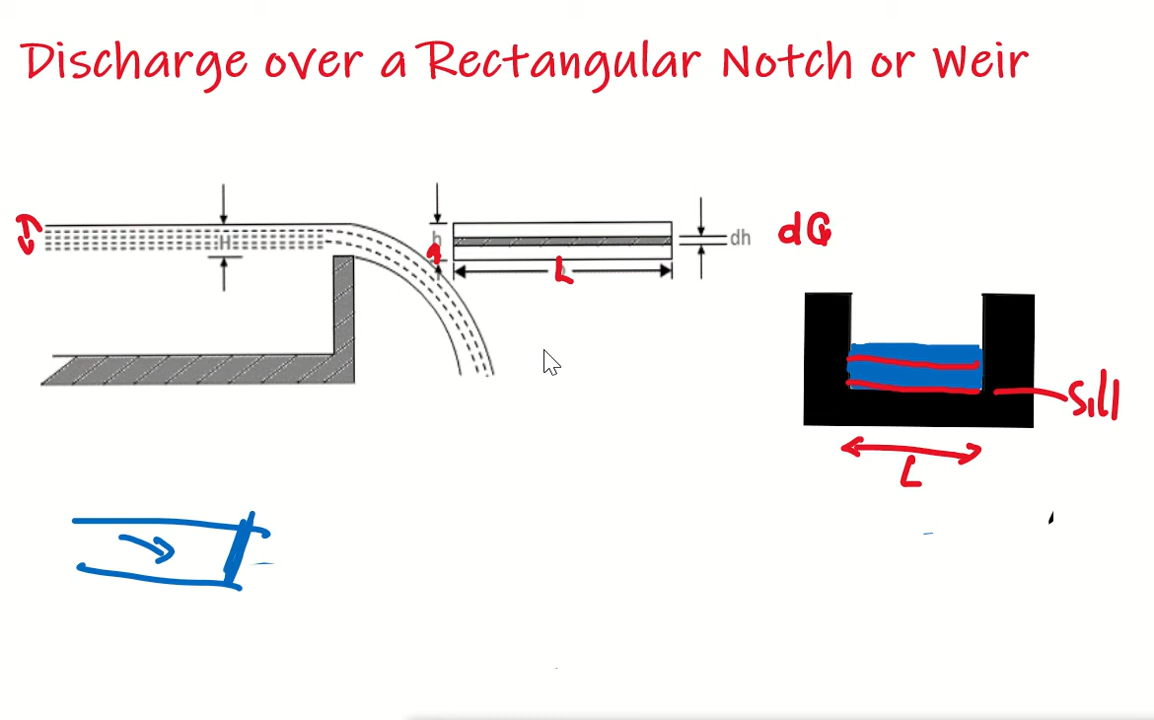 Discharge over a Rectangular Notch or Weir
H
h
dh
dQ
L
Sill
L